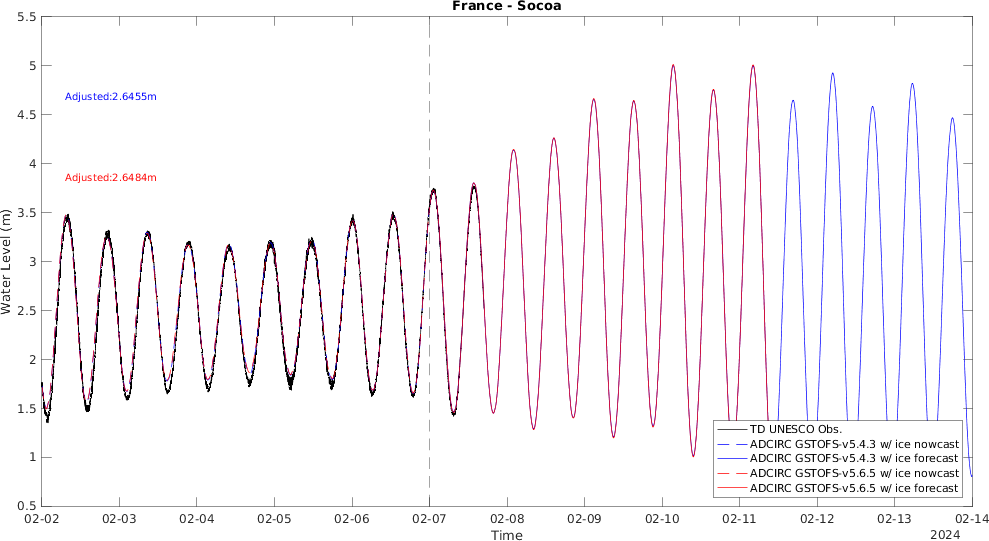 France - Socoa
5.5
5
4.5
4
3.5
3
2.5
2
1.5
1
0.5
Water Level (m)
Adjusted:2.6455m
Adjusted:2.6484m
TD UNESCO Obs.
ADCIRC GSTOFS-v5.4.3 w/ ice nowcast
ADCIRC GSTOFS-v5.4.3 w/ ice forecast
ADCIRC GSTOFS-v5.6.5 w/ ice nowcast
ADCIRC GSTOFS-v5.6.5 w/ ice forecast
02-02 02-03 02-04 02-05 02-06 02-07 02-08 02-09 02-10 02-11 02-12 02-13 02-14
Time
2024